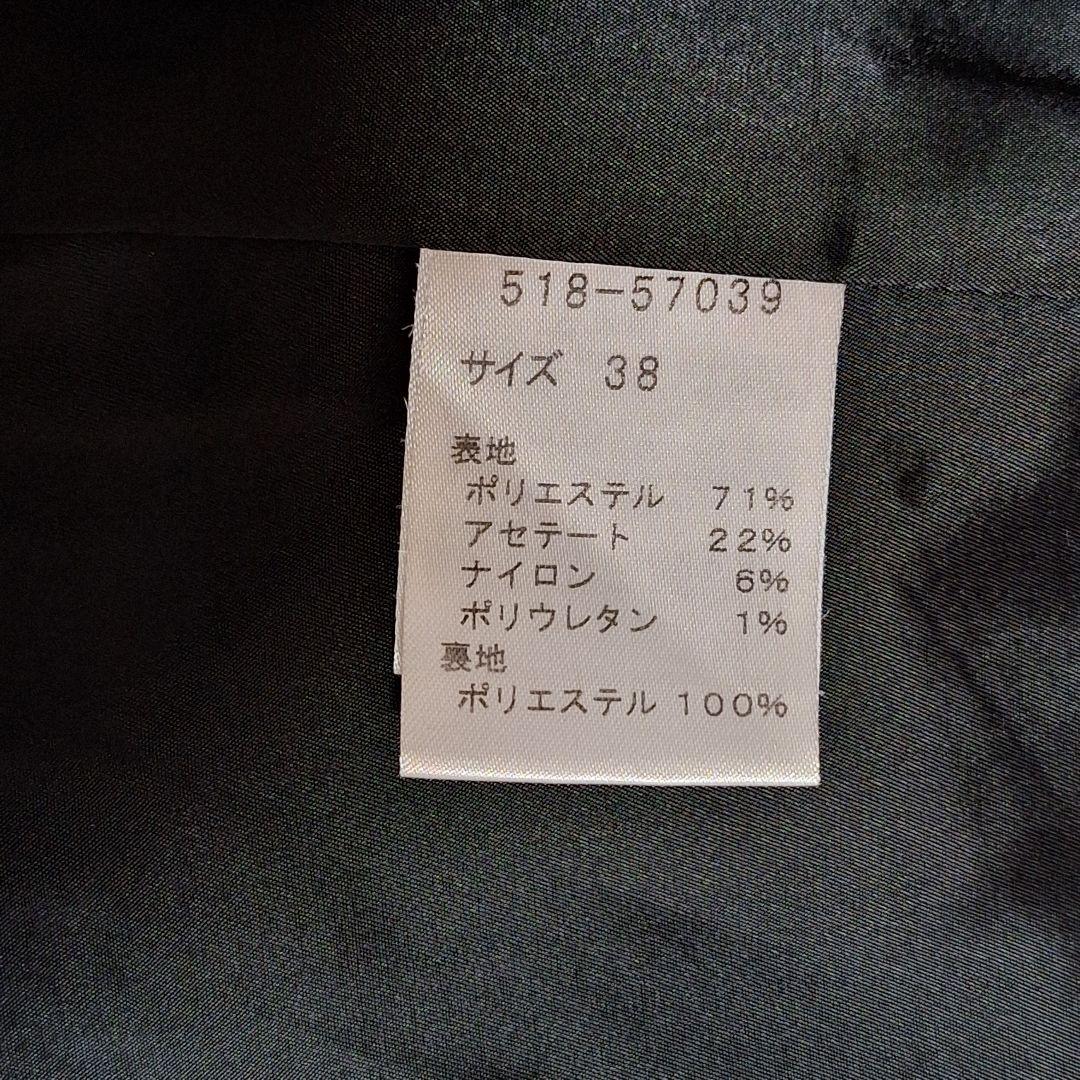 518-57039
サイズ 38
表地
ポリエステル 71%
アセテート 22%
ナイロン 6%
ポリウレタン 1%
裏地
ポリエステル 100%